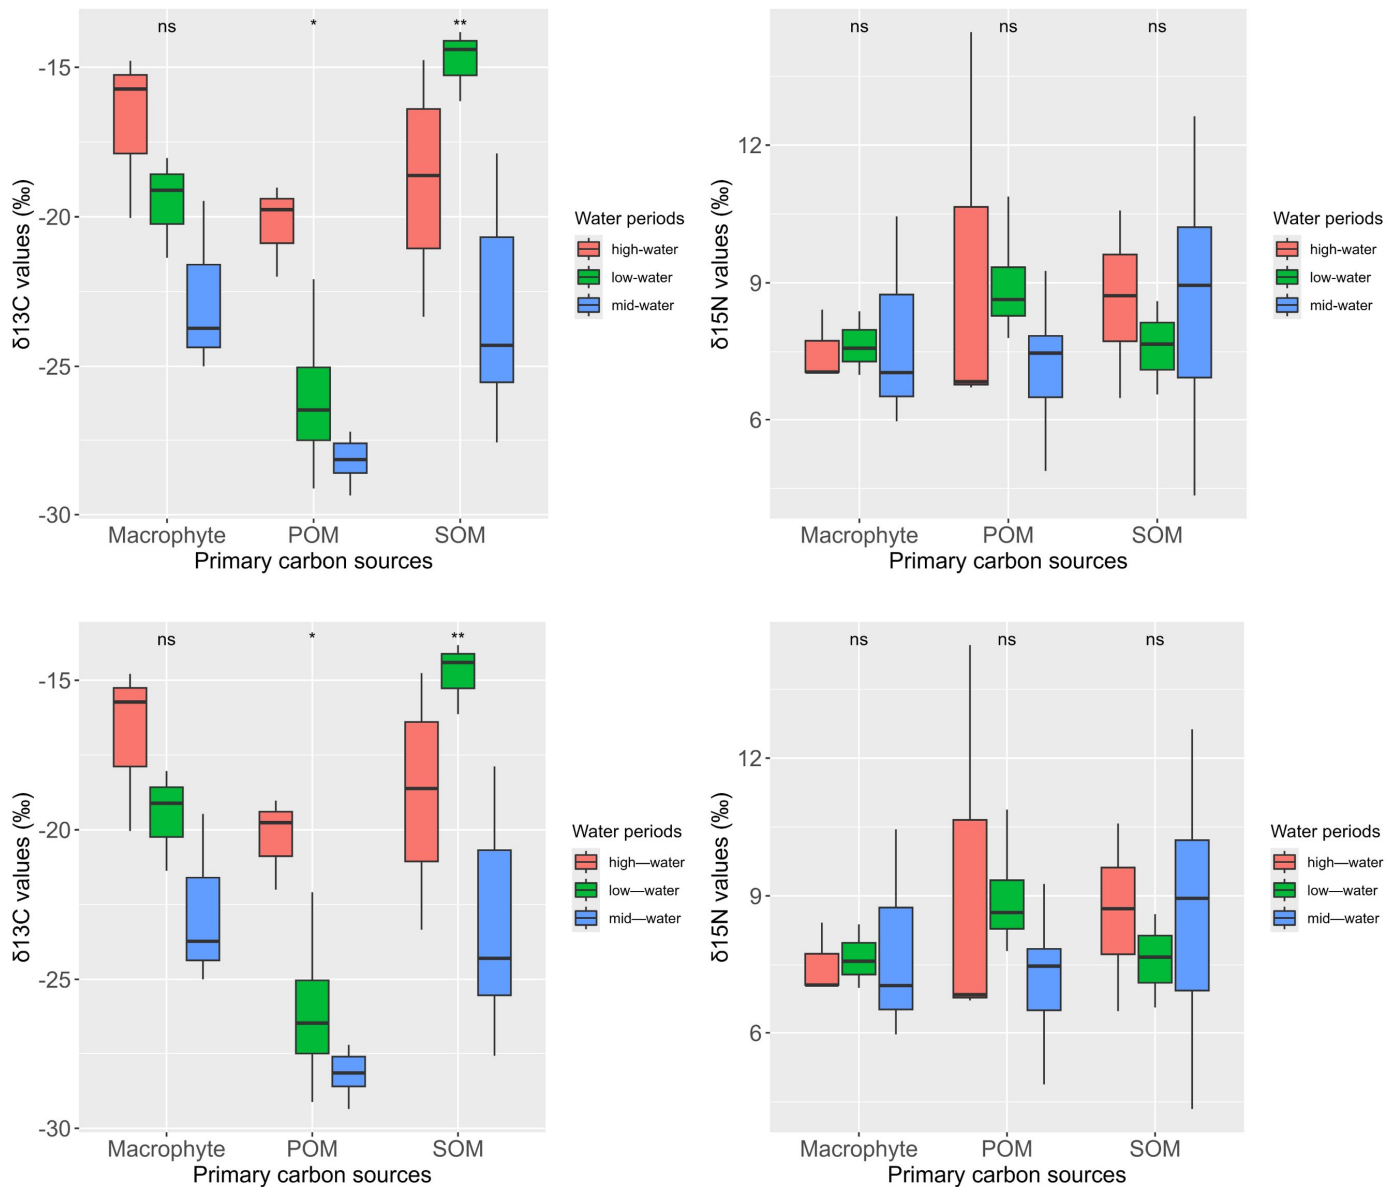 ns * **
-15
-20
-25
-30
δ13C values (‰)
Macrophyte POM SOM
Primary carbon sources
Water periods
high-water
low-water
mid-water
ns ns ns
12
9
6
δ15N values (‰)
Macrophyte POM SOM
Primary carbon sources
Water periods
high-water
low-water
mid-water
ns * **
-15
-20
-25
-30
δ13C values (‰)
Macrophyte POM SOM
Primary carbon sources
Water periods
high—water
low—water
mid—water
ns ns ns
12
9
6
δ15N values (‰)
Macrophyte POM SOM
Primary carbon sources
Water periods
high—water
low—water
mid—water